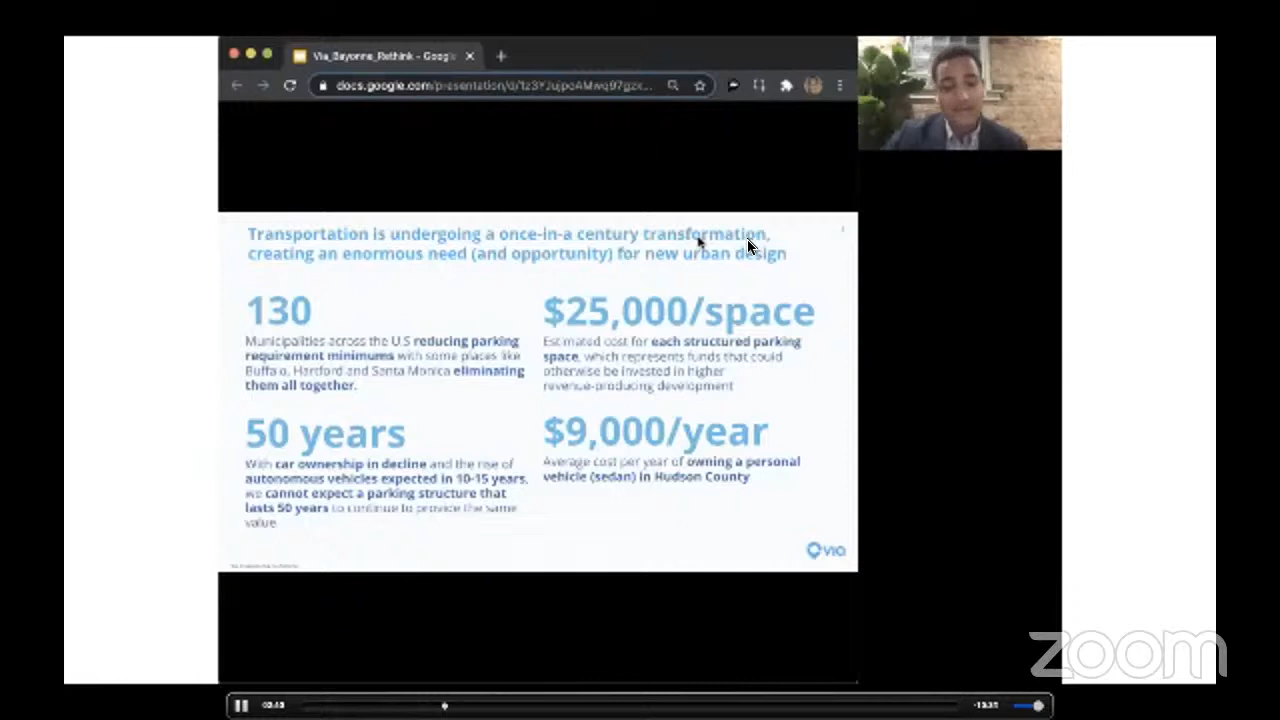 Via_Bayonne_Rethink - Googl
docs.google.com/presentation/d/
Transportation is undergoing a once-in-a century transformation,
creating an enormous need (and opportunity) for new urban design
130
Municipalities across the U.S reducing parking
requirement minimums with some places like
Buffalo, Hartford and Santa Monica eliminating
them all together.
$25,000/space
Estimated cost for each structured parking
space, which represents funds that could
otherwise be invested in higher
revenue-producing development
50 years
With car ownership in decline and the rise of
autonomous vehicles expected in 10-15 years,
we cannot expect a parking structure that
lasts 50 years to continue to provide the same
value.
$9,000/year
Average cost per year of owning a personal
vehicle (sedan) in Hudson County
via
zoom